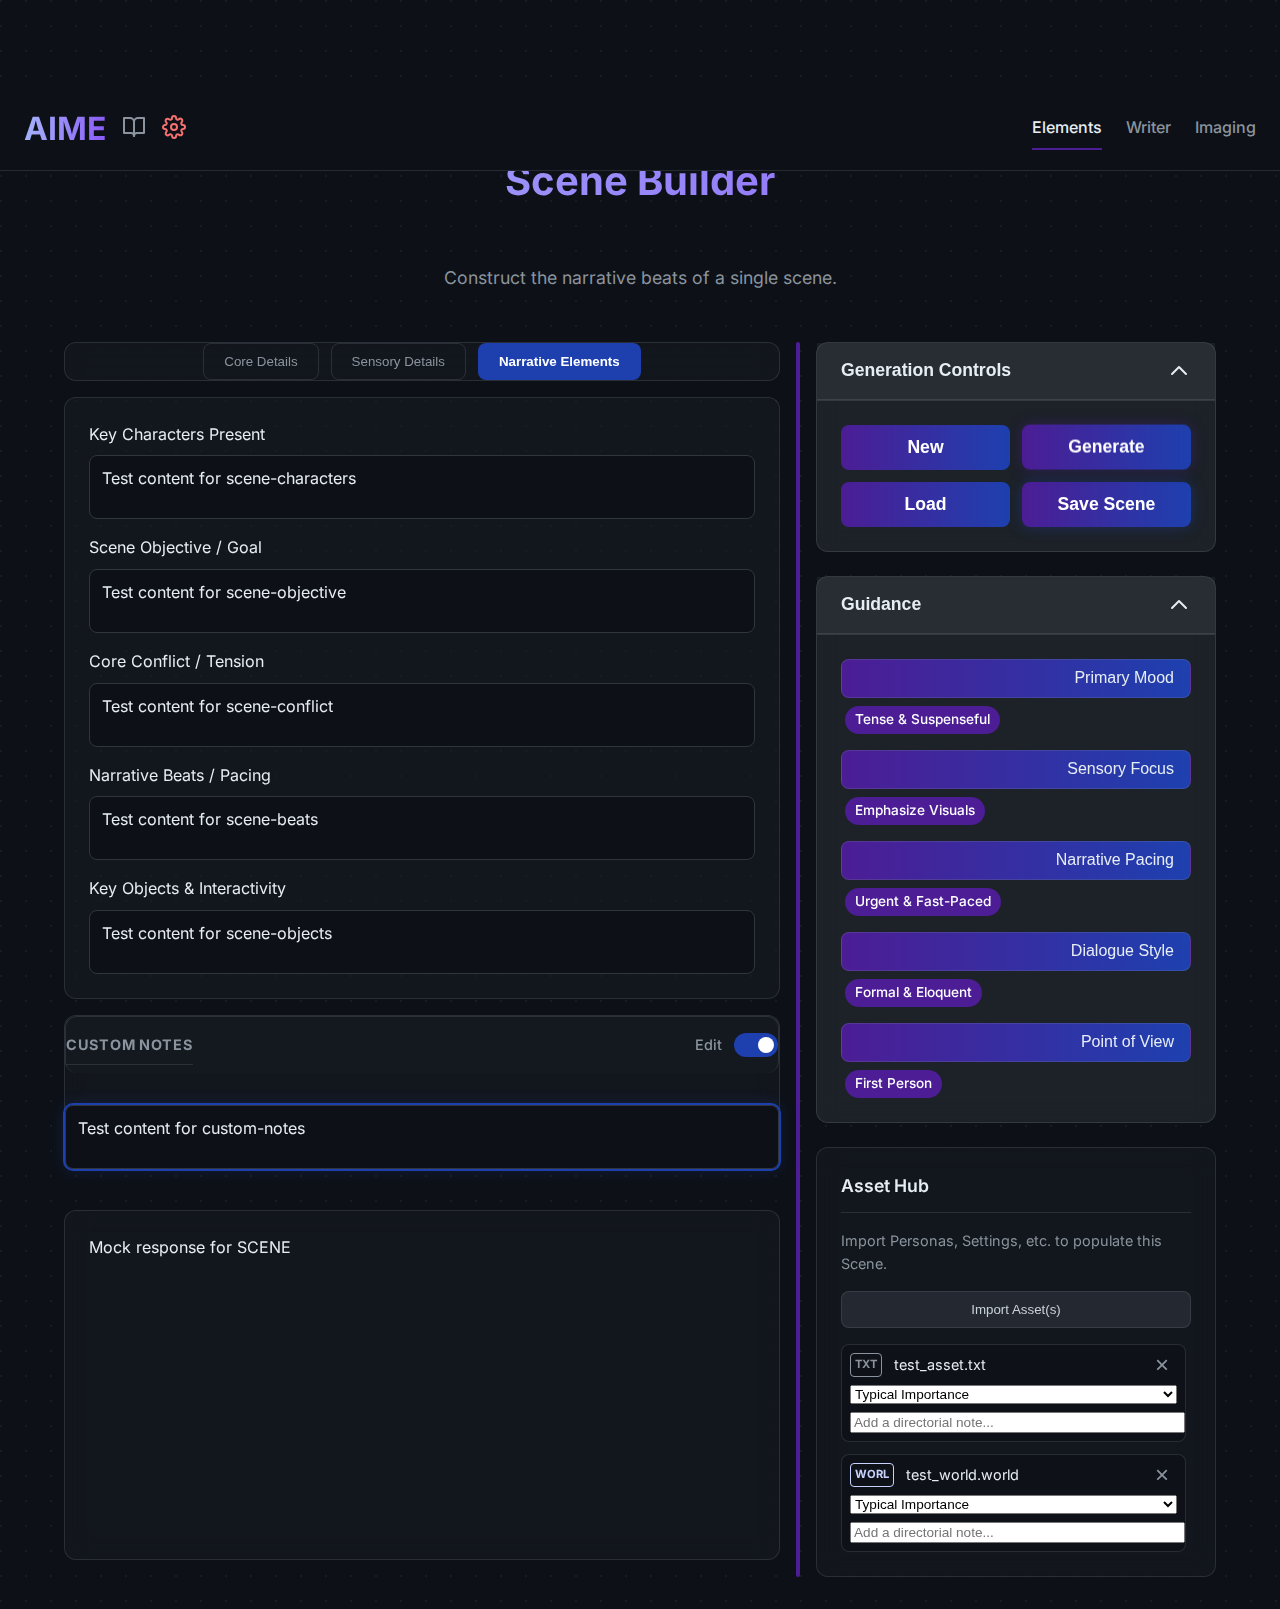 AIME
Elements
Writer
Imaging
Scene Builder
Construct the narrative beats of a single scene.
Core Details
Sensory Details
Narrative Elements
Key Characters Present
Test content for scene-characters
Scene Objective / Goal
Test content for scene-objective
Core Conflict / Tension
Test content for scene-conflict
Narrative Beats / Pacing
Test content for scene-beats
Key Objects & Interactivity
Test content for scene-objects
CUSTOM NOTES
Edit
Test content for custom-notes
Mock response for SCENE
Generation Controls
New
Generate
Load
Save Scene
Guidance
Primary Mood
Tense & Suspenseful
Sensory Focus
Emphasize Visuals
Narrative Pacing
Urgent & Fast-Paced
Dialogue Style
Formal & Eloquent
Point of View
First Person
Asset Hub
Import Personas, Settings, etc. to populate this
Scene.
Import Asset(s)
TXT
test_asset.txt
Typical Importance
Add a directorial note...
WORL
test_world.world
Typical Importance
Add a directorial note...